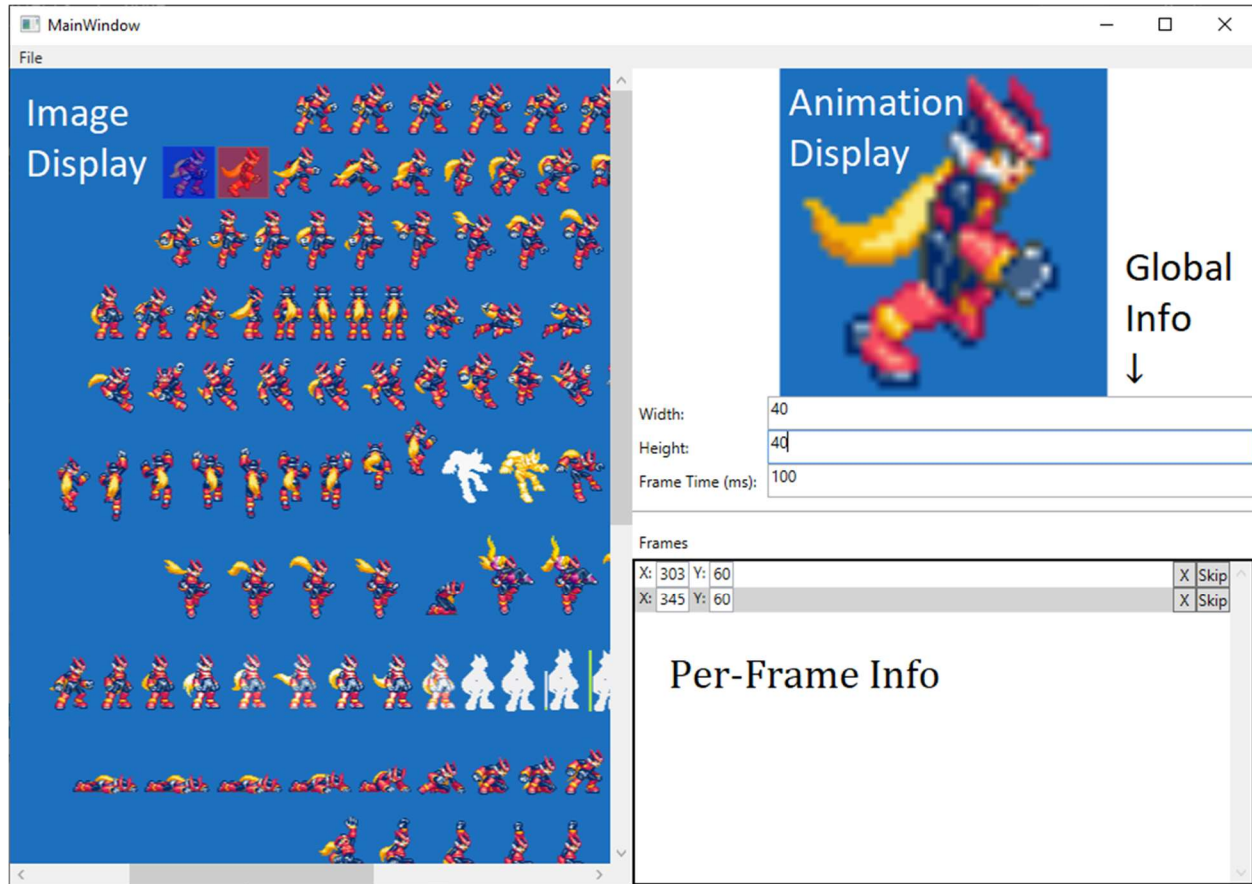 MainWindow
File
Image
Display
Animation
Display
Global
Info
↓
Width: 40
Height: 40
Frame Time (ms): 100
Frames
X: 303 Y: 60 X Skip
X: 345 Y: 60 X Skip
Per-Frame Info